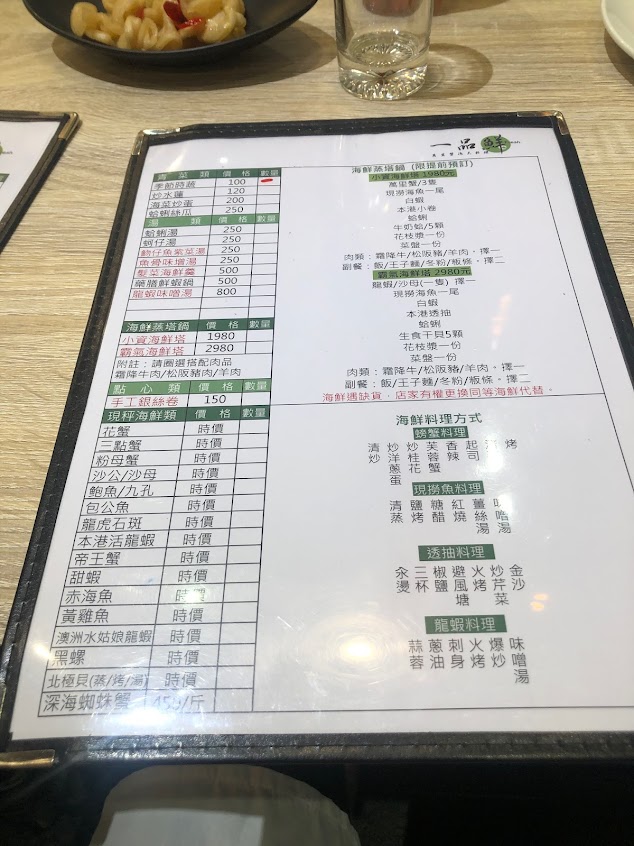 一品鮮
青菜類 價格 數量
季節時蔬 100
炒水蓮 120
海菜炒蛋 200
蛤蜊絲瓜 250
湯類 價格 數量
蛤蜊湯 250
蚵仔湯 250
魩仔魚紫菜湯 250
魚骨味增湯 250
髮菜海鮮羹 500
藥膳鮮蝦鍋 500
龍蝦味噌湯 800
海鮮蒸塔鍋 價格 數量
小資海鮮塔 1980
霸氣海鮮塔 2980
附註：請圈選搭配肉品
霜降牛肉/松阪豬肉/羊肉
點心類 價格 數量
手工銀絲卷 150
現秤海鮮類 價格 數量
花蟹 時價
三點蟹 時價
粉母蟹 時價
沙公/沙母 時價
鮑魚/九孔 時價
包公魚 時價
龍虎石斑 時價
本港活龍蝦 時價
帝王蟹 時價
甜蝦 時價
赤海魚 時價
黃雞魚 時價
澳洲水姑娘龍蝦 時價
黑螺 時價
北極貝(蒸/烤/湯) 時價
深海蜘蛛蟹 /斤
海鮮蒸塔鍋 (限提前預訂)
小資海鮮塔 1980元
萬里蟹/3隻
現撈海魚一尾
白蝦
本港小卷
蛤蜊
牛奶蛤/5顆
花枝漿一份
菜盤一份
肉類：霜降牛/松阪豬/羊肉。擇一
副餐：飯/王子麵/冬粉/板條。擇二
霸氣海鮮塔 2980元
龍蝦/沙母(一隻) 擇一
現撈海魚一尾
白蝦
本港透抽
蛤蜊
生食干貝5顆
花枝漿一份
菜盤一份
肉類：霜降牛/松阪豬/羊肉。擇一
副餐：飯/王子麵/冬粉/板條。擇二
海鮮遇缺貨，店家有權更換同等海鮮代替。
海鮮料理方式
螃蟹料理
清炒
炒洋蔥蛋
炒桂花
芙蓉蟹
香辣
起司
烤
現撈魚料理
清蒸
鹽烤
糖醋
紅燒
薑絲湯
味噌湯
透抽料理
汆燙
三杯
椒鹽
避風塘
火烤
炒芹菜
金沙
龍蝦料理
蒜蓉
蔥油
刺身
火烤
爆炒
味噌湯